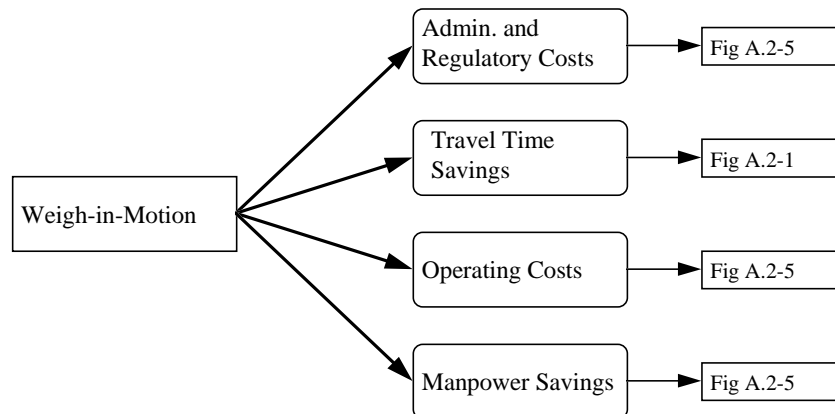 Admin. and
Regulatory Costs
Fig A.2-5
Travel Time
Savings
Fig A.2-1
Weigh-in-Motion
Operating Costs
Fig A.2-5
Manpower Savings
Fig A.2-5